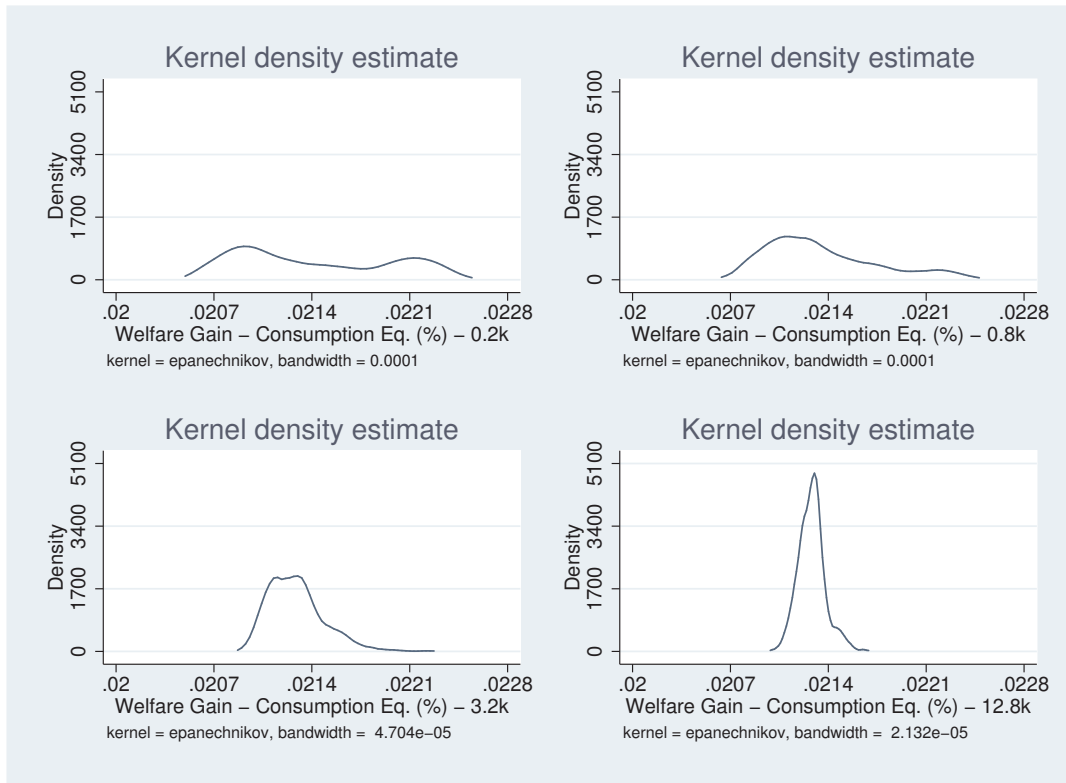 Kernel density estimate
5100
3400
1700
0
Density
.02 .0207 .0214 .0221 .0228
Welfare Gain − Consumption Eq. (%) − 0.2k
kernel = epanechnikov, bandwidth = 0.0001
Kernel density estimate
5100
3400
1700
0
Density
.02 .0207 .0214 .0221 .0228
Welfare Gain − Consumption Eq. (%) − 0.8k
kernel = epanechnikov, bandwidth = 0.0001
Kernel density estimate
5100
3400
1700
0
Density
.02 .0207 .0214 .0221 .0228
Welfare Gain − Consumption Eq. (%) − 3.2k
kernel = epanechnikov, bandwidth = 4.704e−05
Kernel density estimate
5100
3400
1700
0
Density
.02 .0207 .0214 .0221 .0228
Welfare Gain − Consumption Eq. (%) − 12.8k
kernel = epanechnikov, bandwidth = 2.132e−05